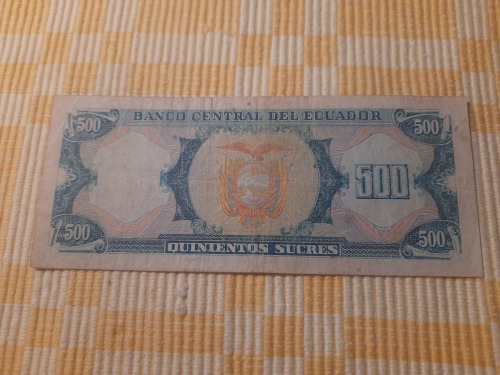 500 BANCO CENTRAL DEL ECUADOR 500
500
500 QUINIENTOS SUCRES 500